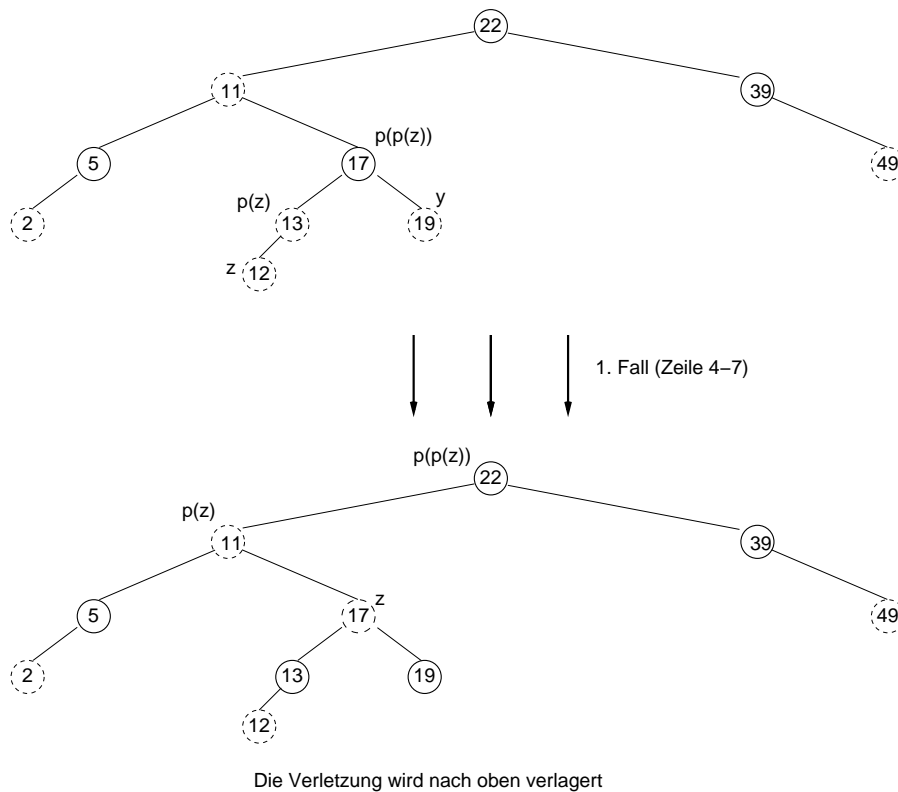 22
11
39
p(p(z))
5
17
49
p(z)
y
2
13
19
z
12
1. Fall (Zeile 4–7)
p(p(z))
22
p(z)
11
39
5
17
z
49
2
13
19
12
Die Verletzung wird nach oben verlagert